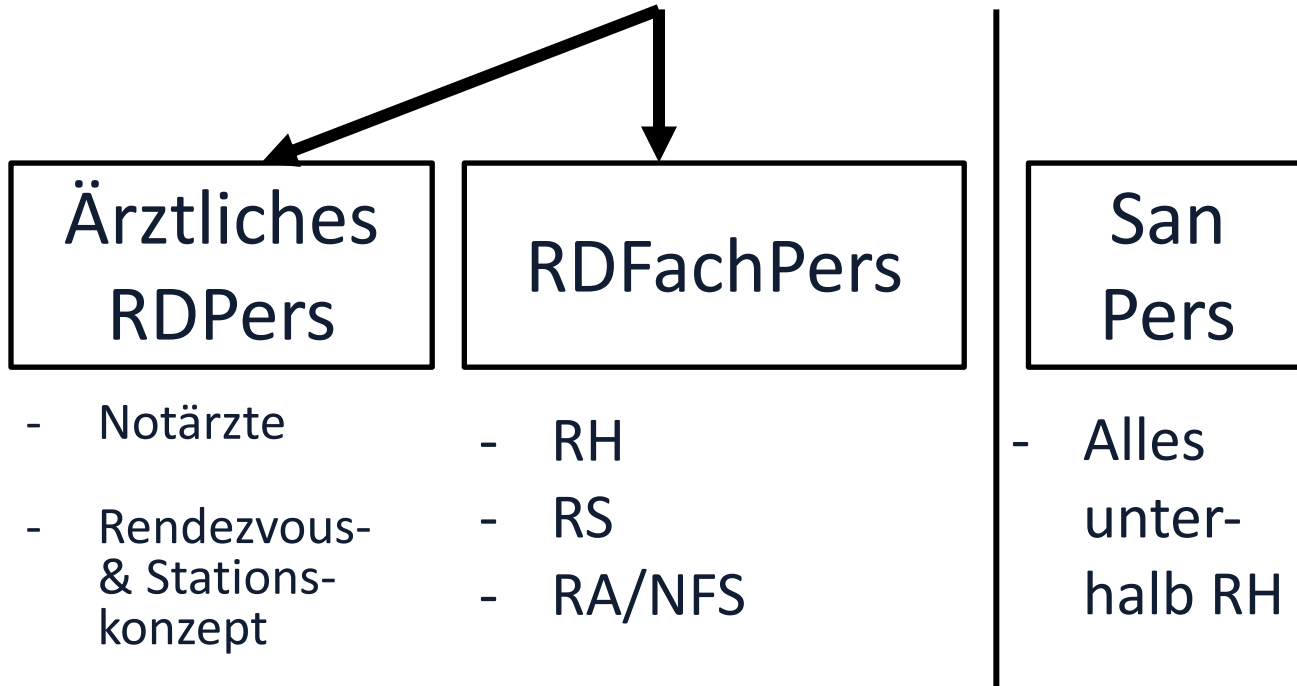 Ärztliches
RDPers
RDFachPers
San
Pers
- Notärzte
- Rendezvous-
& Stations-
konzept
- RH
- RS
- RA/NFS
- Alles
unter-
halb RH